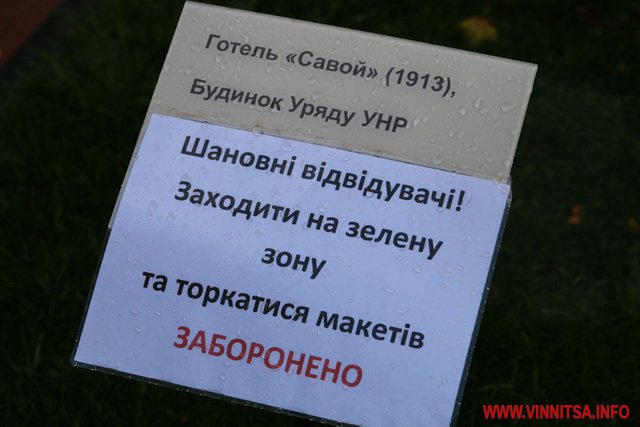 Готель «Савой» (1913),
Будинок Уряду УНР
Шановні відвідувачі!
Заходити на зелену
зону
та торкатися макетів
ЗАБОРОНЕНО
WWW.VINNITSA.INFO